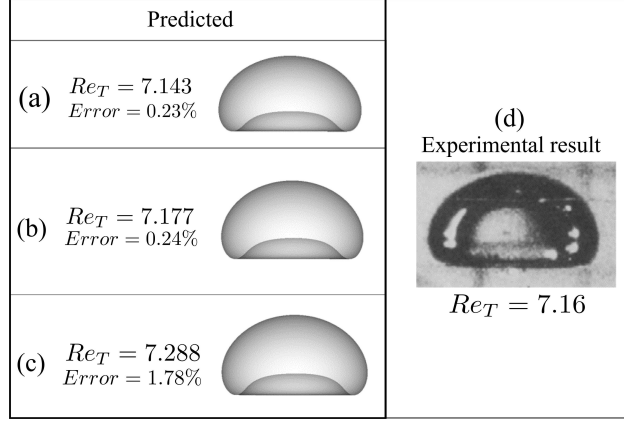 Predicted
(a)
Re_T = 7.143
Error = 0.23%
(b)
Re_T = 7.177
Error = 0.24%
(c)
Re_T = 7.288
Error = 1.78%
(d)
Experimental result
Re_T = 7.16